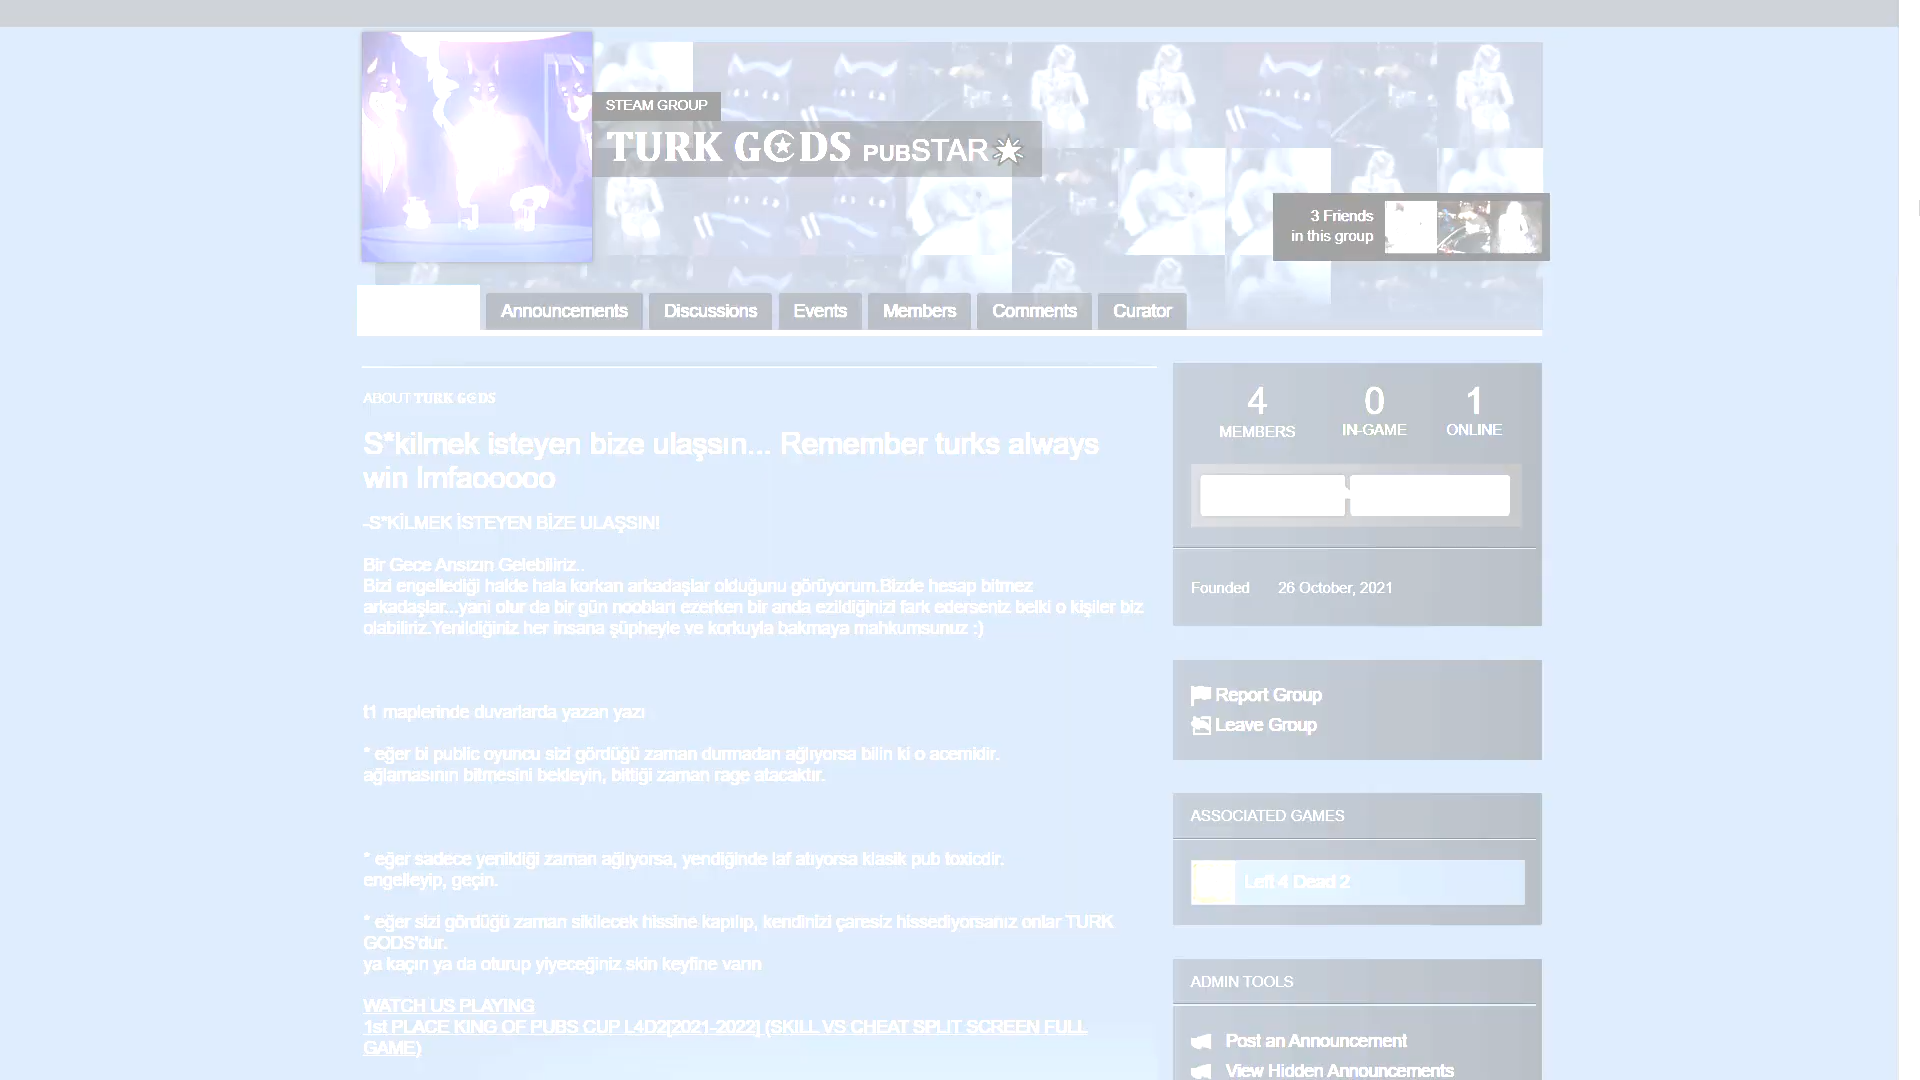 STEAM GROUP
TURK G☪DS PUBSTAR
3 Friends
in this group
Announcements Discussions Events Members Comments Curator
ABOUT TURK G☪DS
S*kilmek isteyen bize ulaşsın... Remember turks always
win lmfaooooo
-S*KİLMEK İSTEYEN BİZE ULAŞSIN!
Bir Gece Ansızın Gelebiliriz..
Bizi engellediği halde hala korkan arkadaşlar olduğunu görüyorum.Bizde hesap bitmez
arkadaşlar...yani olur da bir gün noobları ezerken bir anda ezildiğinizi fark ederseniz belki o kişiler biz
olabiliriz.Yenildiğiniz her insana şüpheyle ve korkuyla bakmaya mahkumsunuz :)
t1 maplerinde duvarlarda yazan yazı
* eğer bi public oyuncu sizi gördüğü zaman durmadan ağlıyorsa bilin ki o acemidir.
ağlamasının bitmesini bekleyin, bittiği zaman rage atacaktır.
* eğer sadece yenildiği zaman ağlıyorsa, yendiğinde laf atıyorsa klasik pub toxicdir.
engelleyip, geçin.
* eğer sizi gördüğü zaman sikilecek hissine kapılıp, kendinizi çaresiz hissediyorsanız onlar TURK
GODS'dur.
ya kaçın ya da oturup yiyeceğiniz skin keyfine varın
WATCH US PLAYING
1st PLACE KING OF PUBS CUP L4D2[2021-2022] (SKILL VS CHEAT SPLIT SCREEN FULL
GAME)
4 0 1
MEMBERS IN-GAME ONLINE
Founded 26 October, 2021
Report Group
Leave Group
ASSOCIATED GAMES
Left 4 Dead 2
ADMIN TOOLS
Post an Announcement
View Hidden Announcements